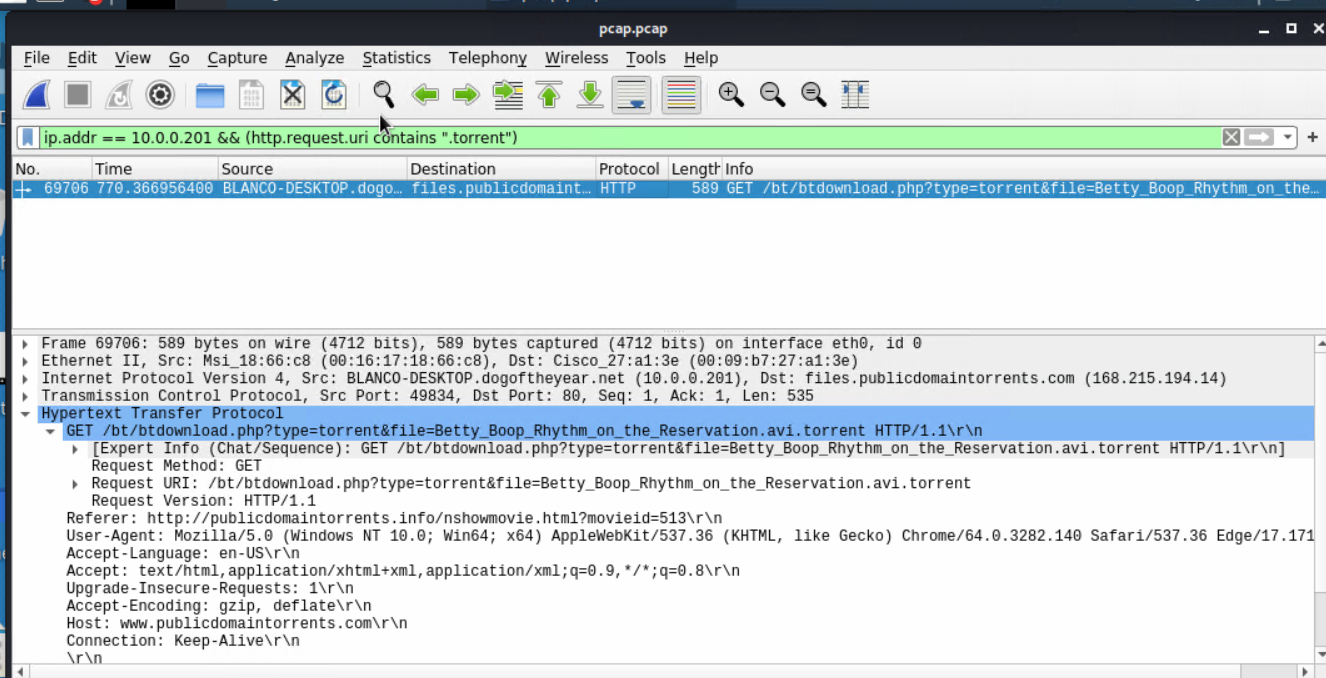 pcap.pcap
File Edit View Go Capture Analyze Statistics Telephony Wireless Tools Help
ip.addr == 10.0.0.201 && (http.request.uri contains ".torrent")
No. Time Source Destination Protocol Length Info
69706 770.366956400 BLANCO-DESKTOP.dogo… files.publicdomaint… HTTP 589 GET /bt/btdownload.php?type=torrent&file=Betty_Boop_Rhythm_on_the…
Frame 69706: 589 bytes on wire (4712 bits), 589 bytes captured (4712 bits) on interface eth0, id 0
Ethernet II, Src: Msi_18:66:c8 (00:16:17:18:66:c8), Dst: Cisco_27:a1:3e (00:09:b7:27:a1:3e)
Internet Protocol Version 4, Src: BLANCO-DESKTOP.dogoftheyear.net (10.0.0.201), Dst: files.publicdomaintorrents.com (168.215.194.14)
Transmission Control Protocol, Src Port: 49834, Dst Port: 80, Seq: 1, Ack: 1, Len: 535
Hypertext Transfer Protocol
GET /bt/btdownload.php?type=torrent&file=Betty_Boop_Rhythm_on_the_Reservation.avi.torrent HTTP/1.1\r\n
[Expert Info (Chat/Sequence): GET /bt/btdownload.php?type=torrent&file=Betty_Boop_Rhythm_on_the_Reservation.avi.torrent HTTP/1.1\r\n]
Request Method: GET
Request URI: /bt/btdownload.php?type=torrent&file=Betty_Boop_Rhythm_on_the_Reservation.avi.torrent
Request Version: HTTP/1.1
Referer: http://publicdomaintorrents.info/nshowmovie.html?movieid=513\r\n
User-Agent: Mozilla/5.0 (Windows NT 10.0; Win64; x64) AppleWebKit/537.36 (KHTML, like Gecko) Chrome/64.0.3282.140 Safari/537.36 Edge/17.171
Accept-Language: en-US\r\n
Accept: text/html,application/xhtml+xml,application/xml;q=0.9,*/*;q=0.8\r\n
Upgrade-Insecure-Requests: 1\r\n
Accept-Encoding: gzip, deflate\r\n
Host: www.publicdomaintorrents.com\r\n
Connection: Keep-Alive\r\n
\r\n